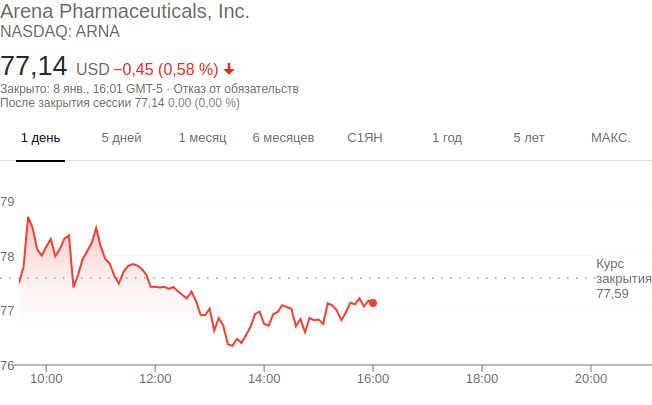 Arena Pharmaceuticals, Inc.
NASDAQ: ARNA
77,14 USD −0,45 (0,58 %)
Закрыто: 8 янв., 16:01 GMT-5 · Отказ от обязательств
После закрытия сессии 77,14 0,00 (0,00 %)
1 день 5 дней 1 месяц 6 месяцев С1ЯН 1 год 5 лет МАКС.
79
78
Курс
закрытия
77,59
77
76
10:00 12:00 14:00 16:00 18:00 20:00